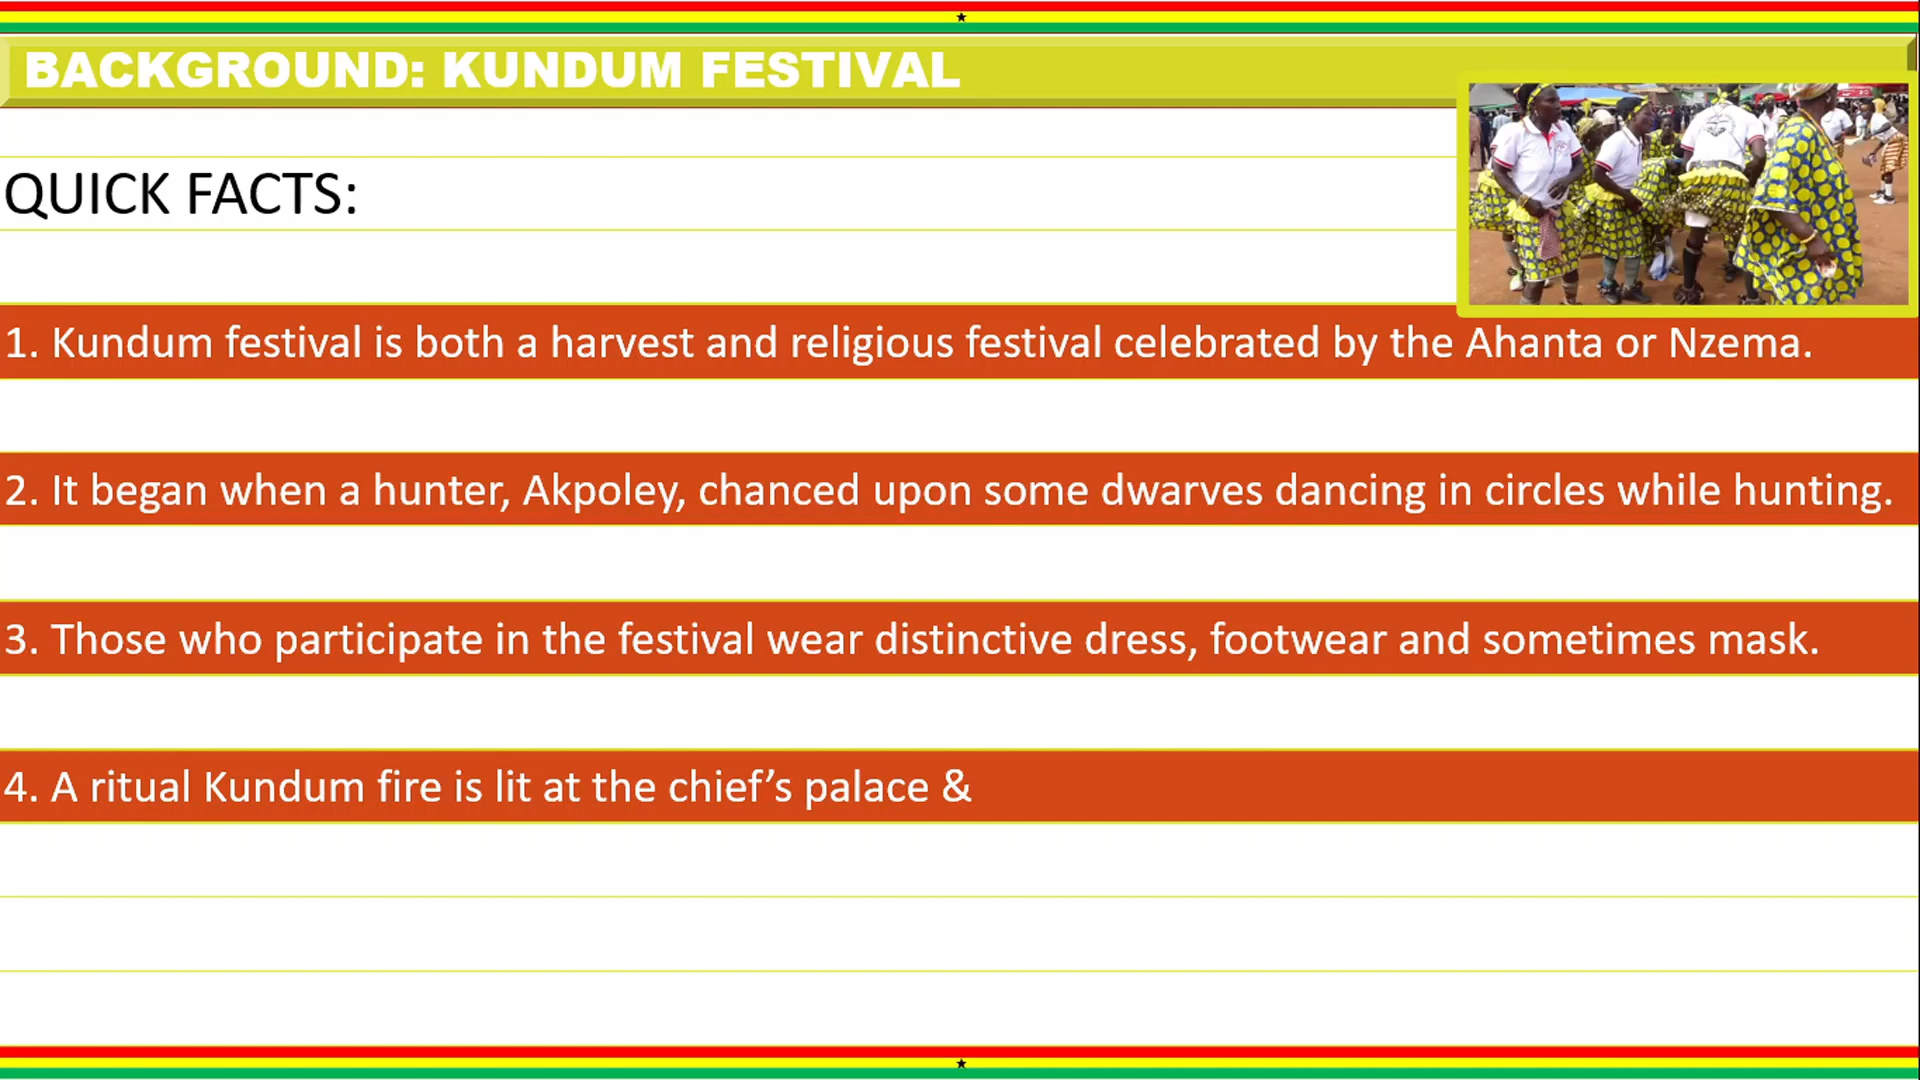 BACKGROUND: KUNDUM FESTIVAL
QUICK FACTS:
1. Kundum festival is both a harvest and religious festival celebrated by the Ahanta or Nzema.
2. It began when a hunter, Akpoley, chanced upon some dwarves dancing in circles while hunting.
3. Those who participate in the festival wear distinctive dress, footwear and sometimes mask.
4. A ritual Kundum fire is lit at the chief’s palace &